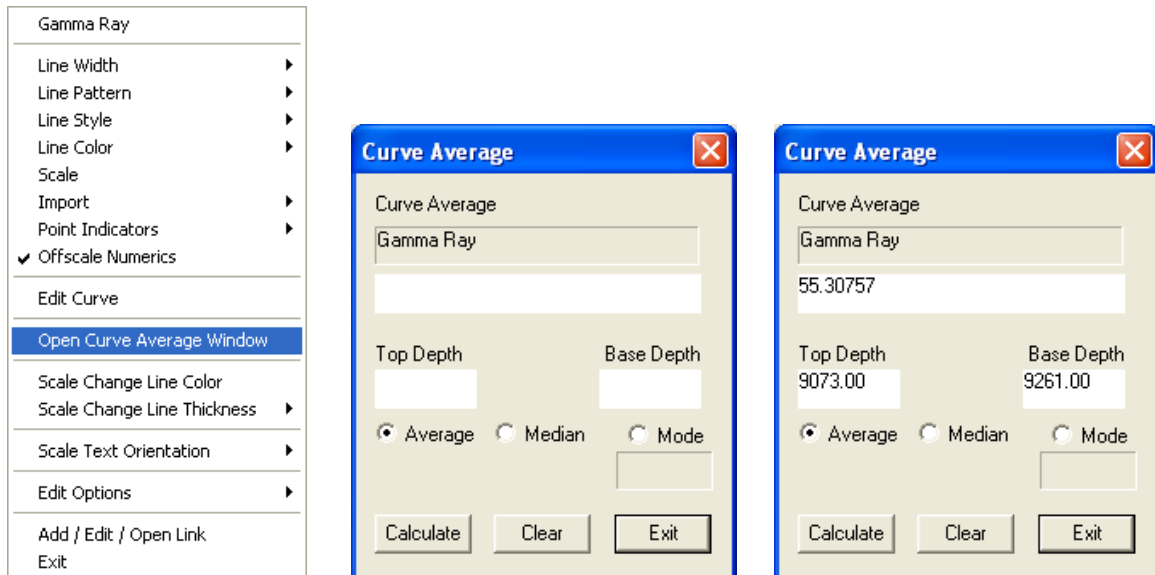 Gamma Ray
Line Width
Line Pattern
Line Style
Line Color
Scale
Import
Point Indicators
Offscale Numerics
Edit Curve
Open Curve Average Window
Scale Change Line Color
Scale Change Line Thickness
Scale Text Orientation
Edit Options
Add / Edit / Open Link
Exit
Curve Average
Curve Average
Gamma Ray
Top Depth Base Depth
Average Median Mode
Calculate Clear Exit
Curve Average
Curve Average
Gamma Ray
55.30757
Top Depth Base Depth
9073.00 9261.00
Average Median Mode
Calculate Clear Exit